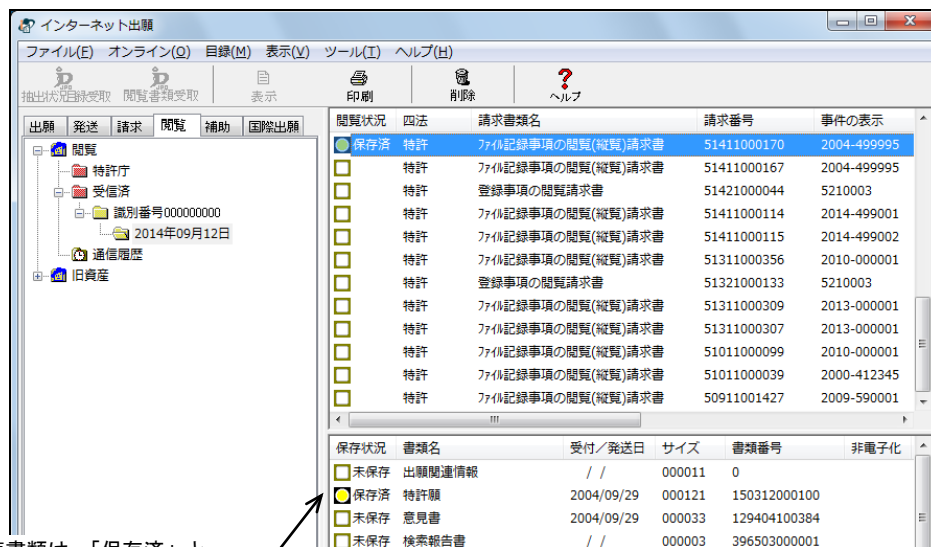 インターネット出願
ファイル(F) オンライン(O) 目録(M) 表示(V) ツール(T) ヘルプ(H)
抽出状況目録受取 閲覧書類受取 表示 印刷 削除 ヘルプ
出願 発送 請求 閲覧 補助 国際出願
閲覧
特許庁
受信済
識別番号000000000
2014年09月12日
通信履歴
旧資産
閲覧状況 四法 請求書類名 請求番号 事件の表示
保存済 特許 ファイル記録事項の閲覧(縦覧)請求書 51411000170 2004-499995
特許 ファイル記録事項の閲覧(縦覧)請求書 51411000167 2004-499995
特許 登録事項の閲覧請求書 51421000044 5210003
特許 ファイル記録事項の閲覧(縦覧)請求書 51411000114 2014-499001
特許 ファイル記録事項の閲覧(縦覧)請求書 51411000115 2014-499002
特許 ファイル記録事項の閲覧(縦覧)請求書 51311000356 2010-000001
特許 登録事項の閲覧請求書 51321000133 5210003
特許 ファイル記録事項の閲覧(縦覧)請求書 51311000309 2013-000001
特許 ファイル記録事項の閲覧(縦覧)請求書 51311000307 2013-000001
特許 ファイル記録事項の閲覧(縦覧)請求書 51011000099 2010-000001
特許 ファイル記録事項の閲覧(縦覧)請求書 51011000039 2000-412345
特許 ファイル記録事項の閲覧(縦覧)請求書 50911001427 2009-590001
保存状況 書類名 受付／発送日 サイズ 書類番号 非電子化
未保存 出願関連情報 / / 000011 0
保存済 特許願 2004/09/29 000121 150312000100
未保存 意見書 2004/09/29 000033 129404100384
未保存 検索報告書 / / 000003 396503000001
書類は、「保存済」と